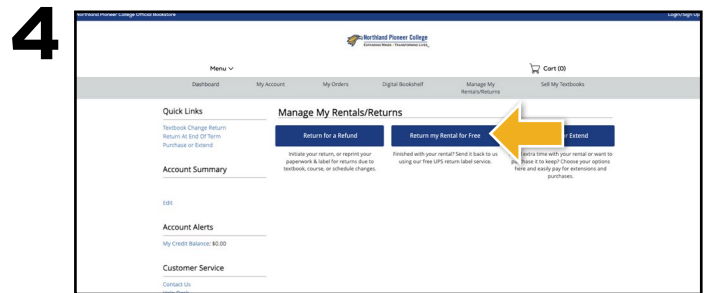 4
Northland Pioneer College Official Bookstore
Login/Sign Up
Northland Pioneer College
EXPANDING MINDS · TRANSFORMING LIVES
Menu
Cart (0)
Dashboard
My Account
My Orders
Digital Bookshelf
Manage My
Rentals/Returns
Sell My Textbooks
Quick Links
Textbook Change Return
Return At End Of Term
Purchase or Extend
Account Summary
Edit
Account Alerts
My Credit Balance: $0.00
Customer Service
Contact Us
Manage My Rentals/Returns
Return for a Refund
Initiate your return, or reprint your
paperwork & label for returns due to
textbook, course, or schedule changes.
Return my Rental for Free
Finished with your rental? Send it back to us
using our free UPS return label service.
or Extend
extra time with your rental or want to
it to keep? Choose your options
here and easily pay for extensions and
purchases.